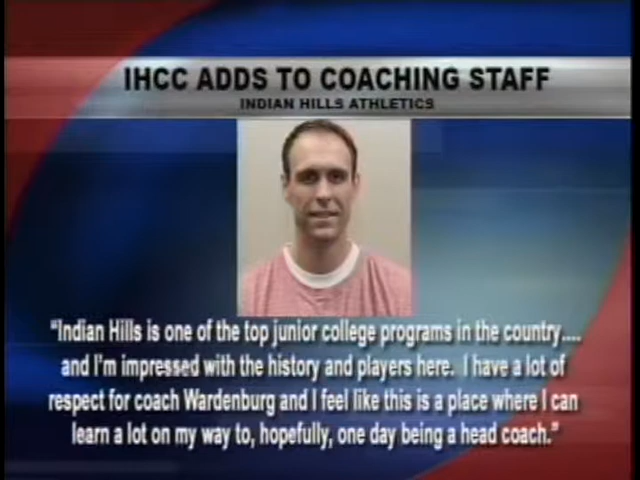 IHCC ADDS TO COACHING STAFF
INDIAN HILLS ATHLETICS
“Indian Hills is one of the top junior college programs in the country....
and I'm impressed with the history and players here. I have a lot of
respect for coach Wardenburg and I feel like this is a place where I can
learn a lot on my way to, hopefully, one day being a head coach.”